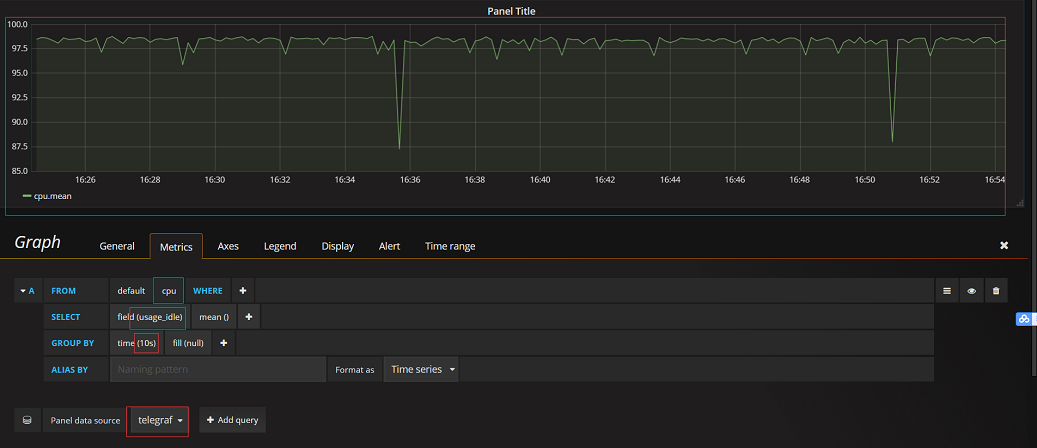 Panel Title
100.0
97.5
95.0
92.5
90.0
87.5
85.0
16:26 16:28 16:30 16:32 16:34 16:36 16:38 16:40 16:42 16:44 16:46 16:48 16:50 16:52 16:54
cpu.mean
Graph General Metrics Axes Legend Display Alert Time range
A FROM default cpu WHERE +
SELECT field (usage_idle) mean () +
GROUP BY time (10s) fill (null) +
ALIAS BY Naming pattern Format as Time series
Panel data source telegraf + Add query